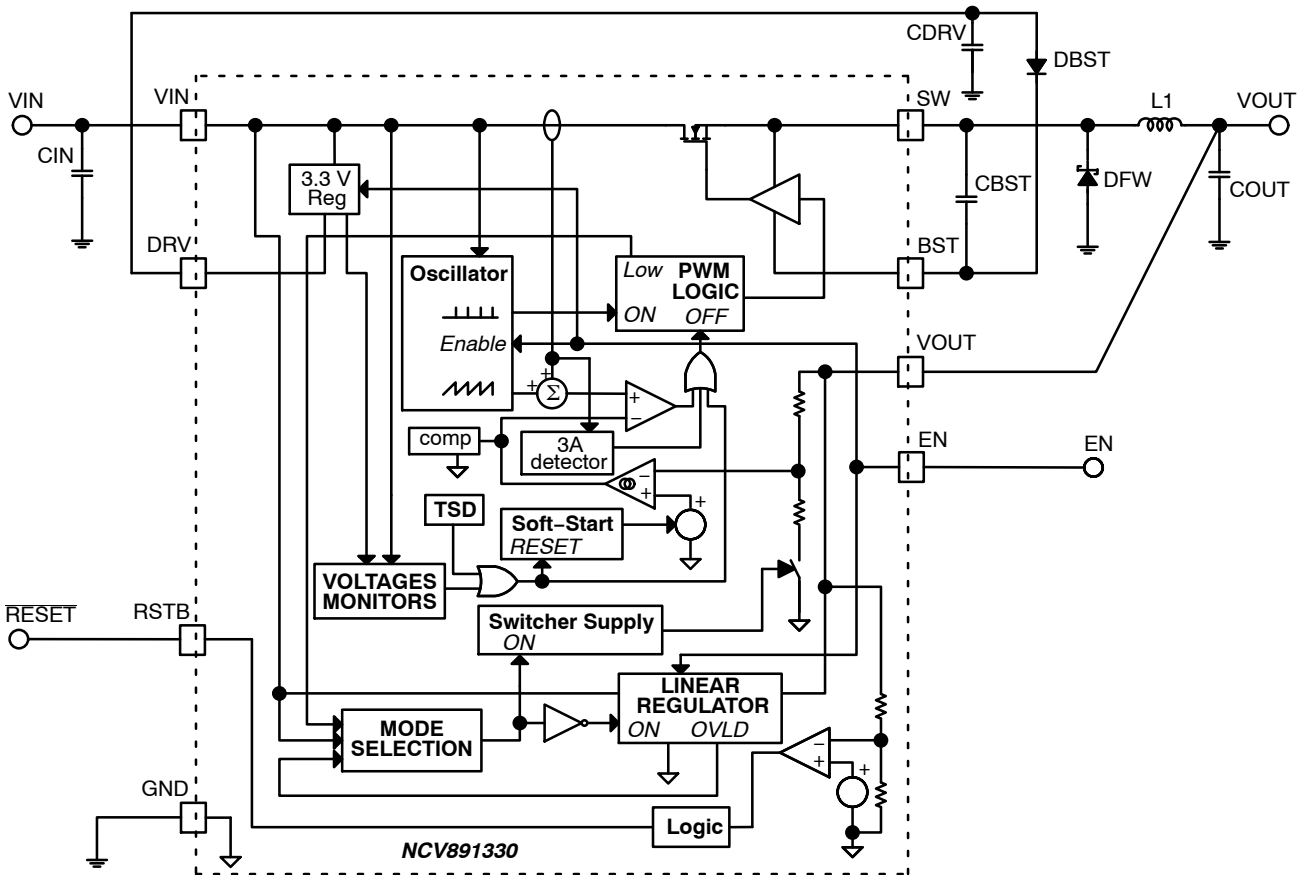 CDRV
DBST
VIN
VIN
SW
L1
VOUT
CIN
3.3 V
Reg
CBST
DFW
COUT
DRV
BST
Oscillator
Low
PWM
LOGIC
ON
OFF
Enable
VOUT
+
+
Σ
+
−
comp
3A
detector
EN
EN
−
+
+
TSD
Soft−Start
RESET
VOLTAGES
MONITORS
RESET
RSTB
Switcher Supply
ON
LINEAR
REGULATOR
ON
OVLD
MODE
SELECTION
−
+
+
GND
Logic
NCV891330